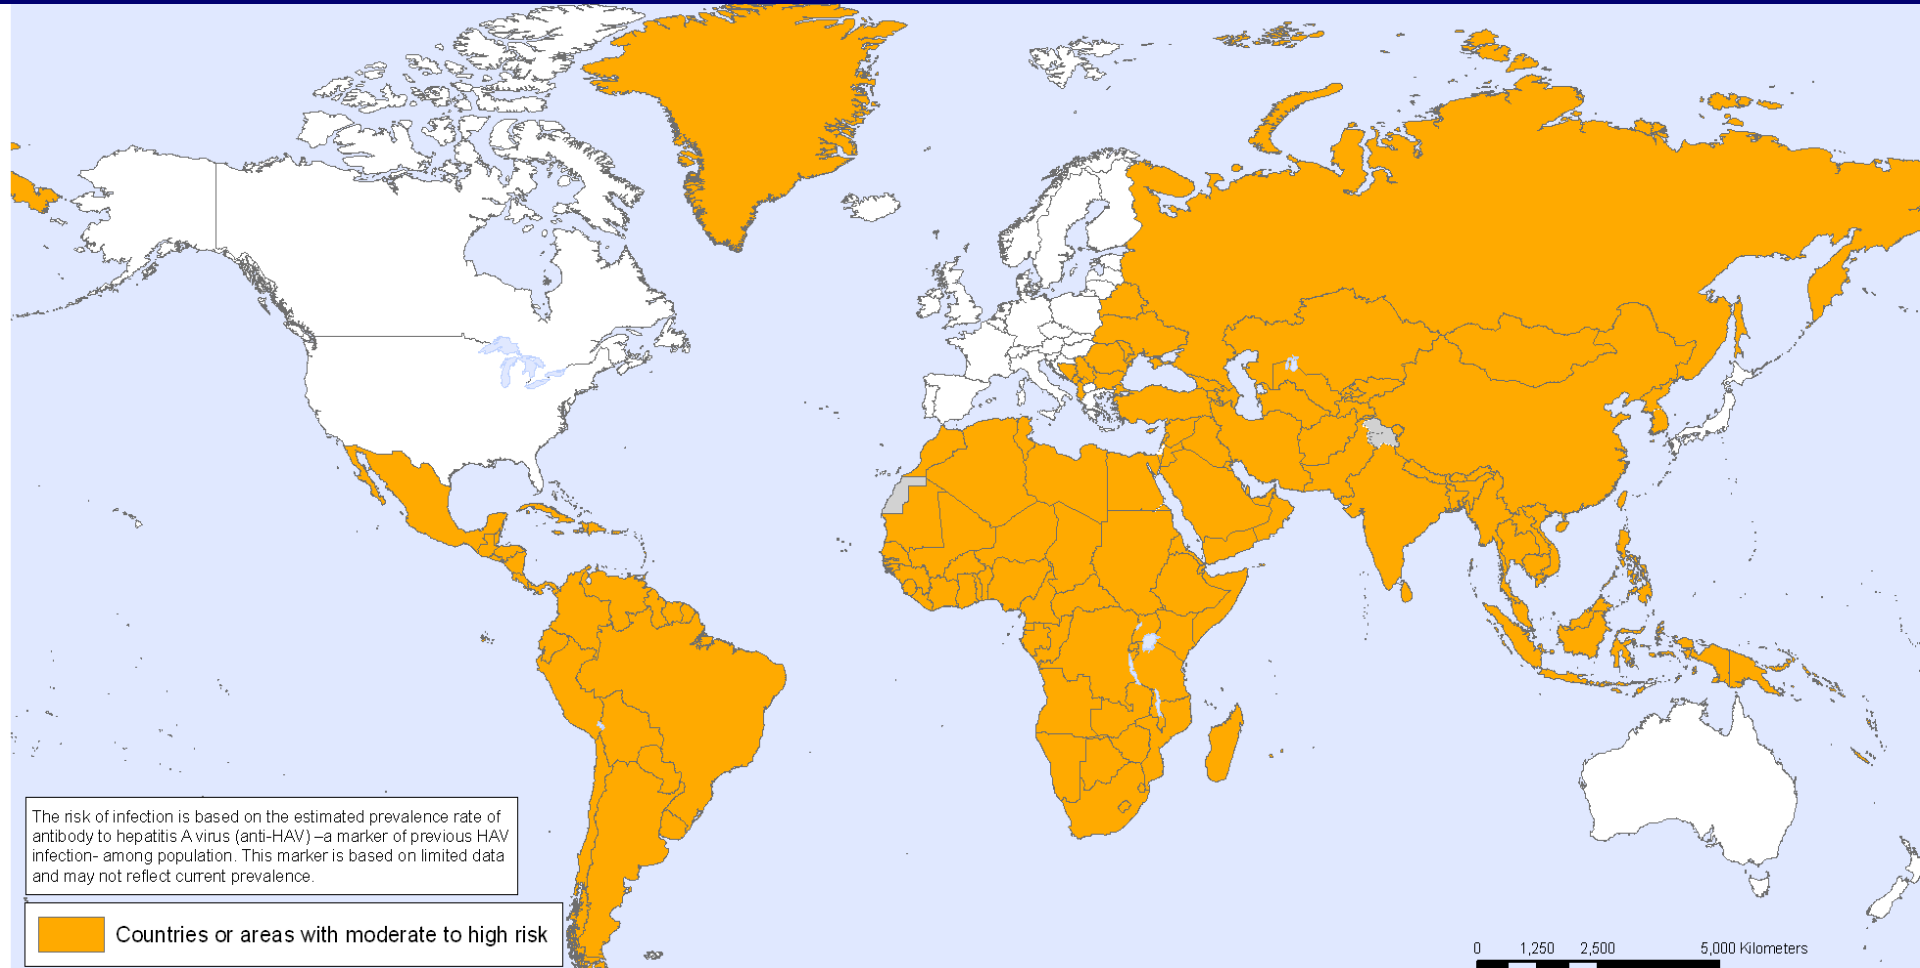 The risk of infection is based on the estimated prevalence rate of
antibody to hepatitis A virus (anti-HAV) –a marker of previous HAV
infection- among population. This marker is based on limited data
and may not reflect current prevalence.
Countries or areas with moderate to high risk
0 1,250 2,500 5,000 Kilometers